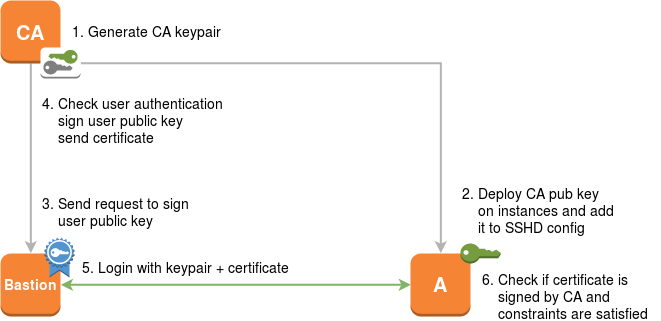 CA
1. Generate CA keypair
4. Check user authentication
sign user public key
send certificate
3. Send request to sign
user public key
2. Deploy CA pub key
on instances and add
it to SSHD config
5. Login with keypair + certificate
Bastion
A
6. Check if certificate is
signed by CA and
constraints are satisfied